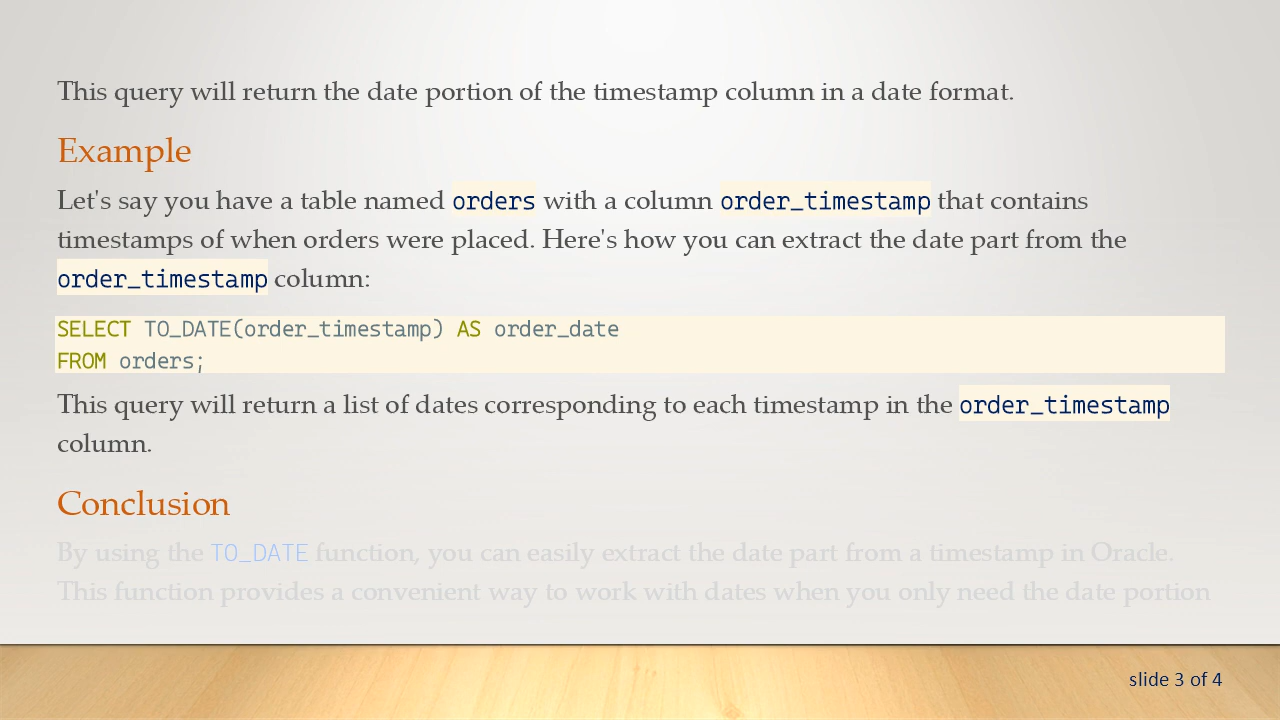 This query will return the date portion of the timestamp column in a date format.
Example
Let's say you have a table named orders with a column order_timestamp that contains
timestamps of when orders were placed. Here's how you can extract the date part from the
order_timestamp column:
SELECT TO_DATE(order_timestamp) AS order_date
FROM orders;
This query will return a list of dates corresponding to each timestamp in the order_timestamp
column.
Conclusion
By using the TO_DATE function, you can easily extract the date part from a timestamp in Oracle.
This function provides a convenient way to work with dates when you only need the date portion
slide 3 of 4